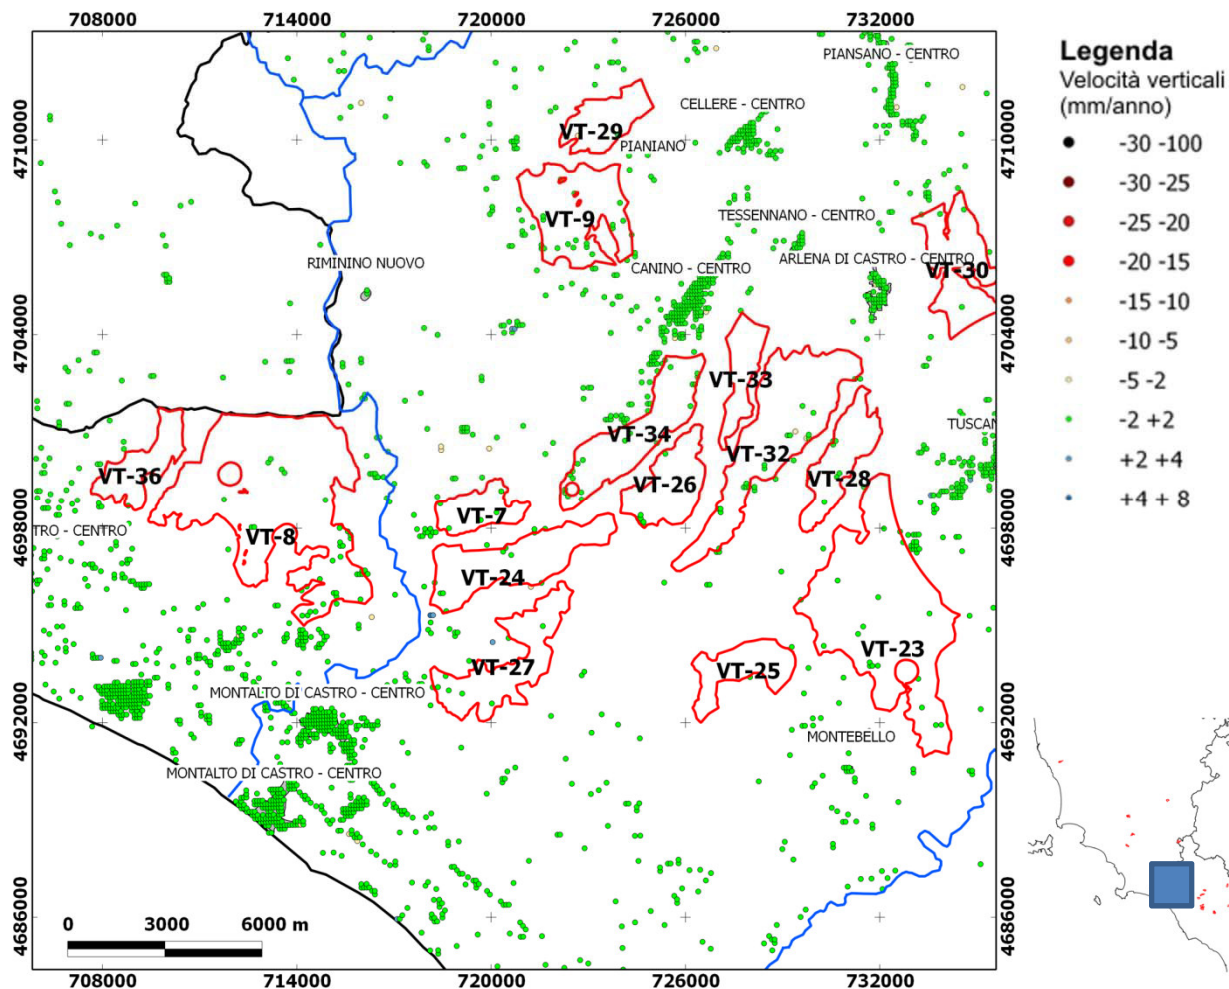 708000 714000 720000 726000 732000
Legenda
Velocità verticali
(mm/anno)
-30 -100
-30 -25
-25 -20
-20 -15
-15 -10
-10 -5
-5 -2
-2 +2
+2 +4
+4 + 8
PIANSANO - CENTRO
CELLERE - CENTRO
VT-29
PIANIANO
4710000
4710000
VT-9
TESSENNANO - CENTRO
RIMININO NUOVO
CANINO - CENTRO
ARLENA DI CASTRO - CENTRO
VT-30
4704000
4704000
VT-33
VT-34
TUSCAN
VT-32
VT-36
VT-26
VT-28
VT-7
4698000
4698000
TRO - CENTRO
VT-8
VT-24
VT-23
VT-27
VT-25
MONTALTO DI CASTRO - CENTRO
4692000
4692000
MONTEBELLO
MONTALTO DI CASTRO - CENTRO
4686000
4686000
0 3000 6000 m
708000 714000 720000 726000 732000